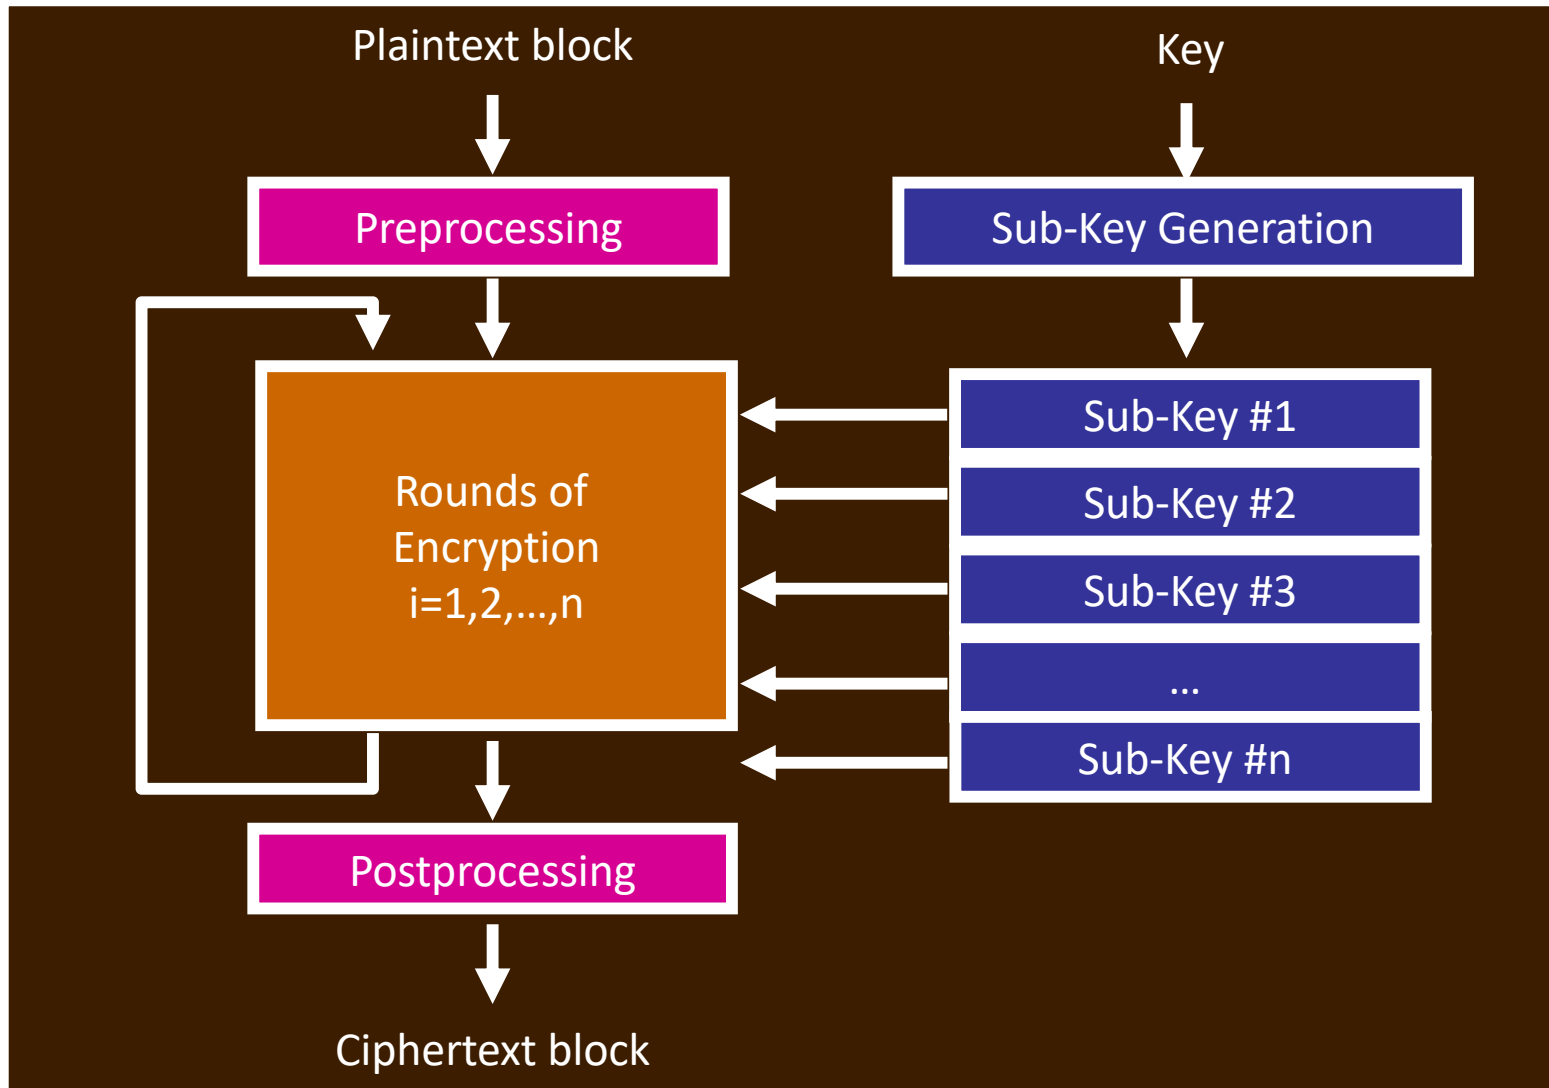 Plaintext block
Key
Preprocessing
Sub-Key Generation
Rounds of
Encryption
i=1,2,…,n
Sub-Key #1
Sub-Key #2
Sub-Key #3
…
Sub-Key #n
Postprocessing
Ciphertext block